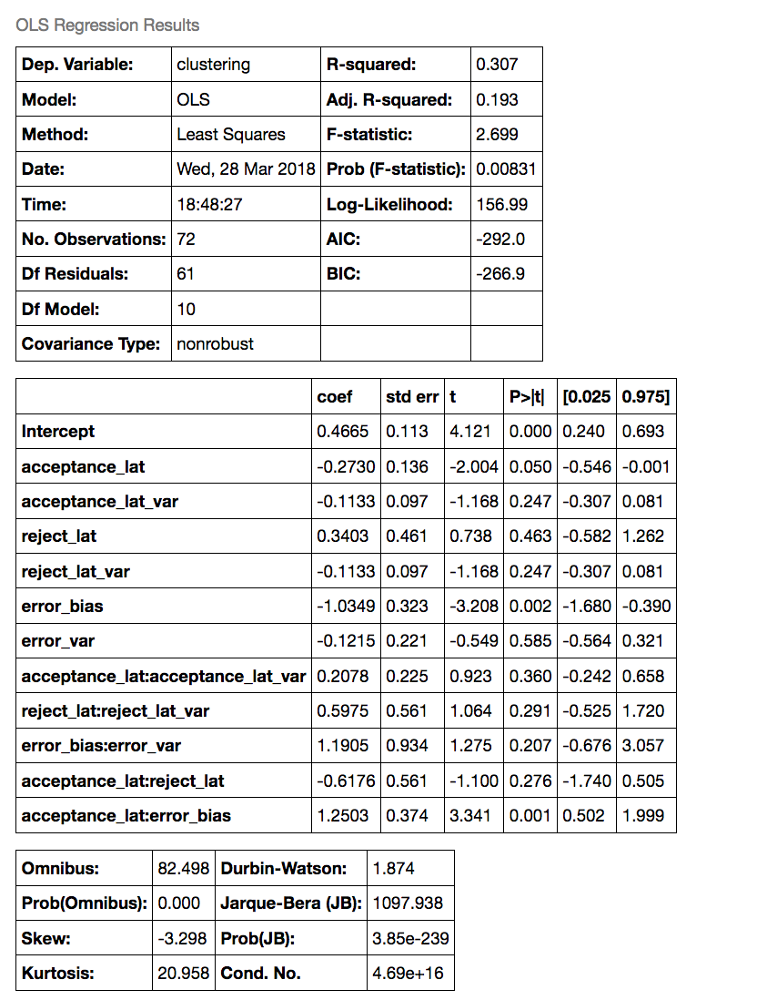 OLS Regression Results
Dep. Variable: clustering R-squared: 0.307
Model: OLS Adj. R-squared: 0.193
Method: Least Squares F-statistic: 2.699
Date: Wed, 28 Mar 2018 Prob (F-statistic): 0.00831
Time: 18:48:27 Log-Likelihood: 156.99
No. Observations: 72 AIC: -292.0
Df Residuals: 61 BIC: -266.9
Df Model: 10
Covariance Type: nonrobust
coef std err t P>|t| [0.025 0.975]
Intercept 0.4665 0.113 4.121 0.000 0.240 0.693
acceptance_lat -0.2730 0.136 -2.004 0.050 -0.546 -0.001
acceptance_lat_var -0.1133 0.097 -1.168 0.247 -0.307 0.081
reject_lat 0.3403 0.461 0.738 0.463 -0.582 1.262
reject_lat_var -0.1133 0.097 -1.168 0.247 -0.307 0.081
error_bias -1.0349 0.323 -3.208 0.002 -1.680 -0.390
error_var -0.1215 0.221 -0.549 0.585 -0.564 0.321
acceptance_lat:acceptance_lat_var 0.2078 0.225 0.923 0.360 -0.242 0.658
reject_lat:reject_lat_var 0.5975 0.561 1.064 0.291 -0.525 1.720
error_bias:error_var 1.1905 0.934 1.275 0.207 -0.676 3.057
acceptance_lat:reject_lat -0.6176 0.561 -1.100 0.276 -1.740 0.505
acceptance_lat:error_bias 1.2503 0.374 3.341 0.001 0.502 1.999
Omnibus: 82.498 Durbin-Watson: 1.874
Prob(Omnibus): 0.000 Jarque-Bera (JB): 1097.938
Skew: -3.298 Prob(JB): 3.85e-239
Kurtosis: 20.958 Cond. No. 4.69e+16